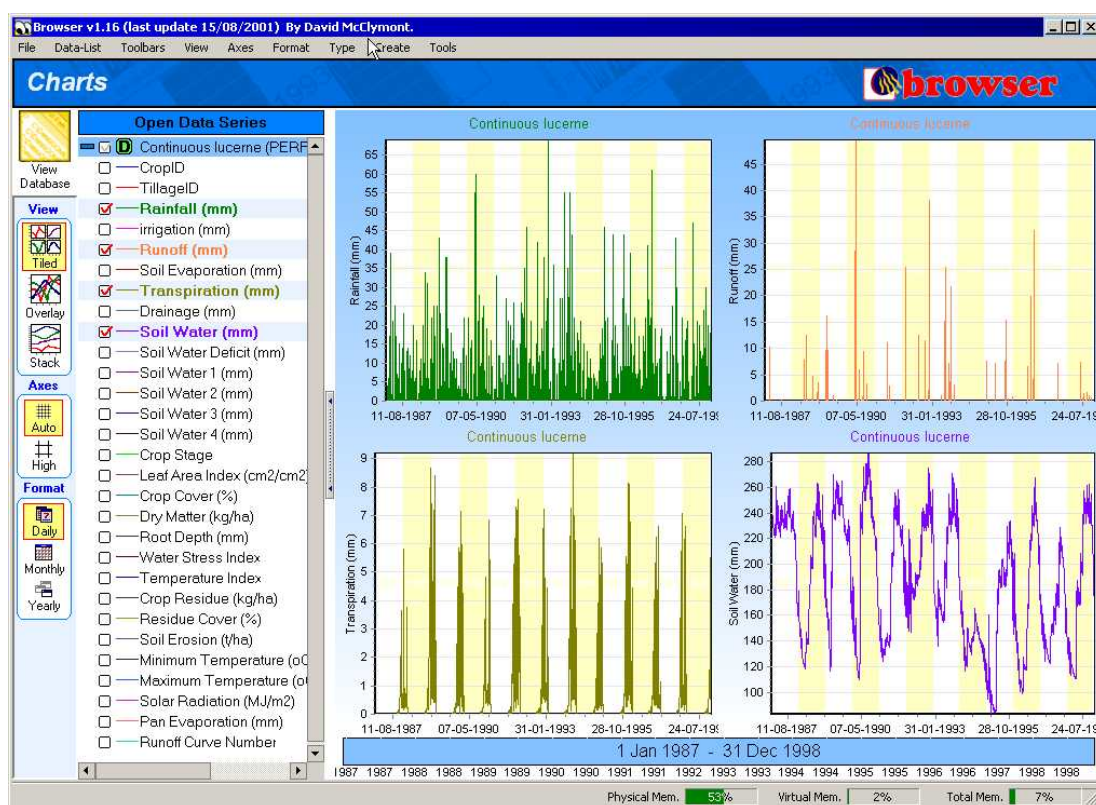 Browser v1.16 (last update 15/08/2001) By David McClymont.
File Data-List Toolbars View Axes Format Type Create Tools
Charts
browser
View
Database
View
Tiled
Overlay
Stack
Axes
Auto
High
Format
Daily
Monthly
Yearly
Open Data Series
D Continuous lucerne (PERF
CropID
TillageID
Rainfall (mm)
irrigation (mm)
Runoff (mm)
Soil Evaporation (mm)
Transpiration (mm)
Drainage (mm)
Soil Water (mm)
Soil Water Deficit (mm)
Soil Water 1 (mm)
Soil Water 2 (mm)
Soil Water 3 (mm)
Soil Water 4 (mm)
Crop Stage
Leaf Area Index (cm2/cm2
Crop Cover (%)
Dry Matter (kg/ha)
Root Depth (mm)
Water Stress Index
Temperature Index
Crop Residue (kg/ha)
Residue Cover (%)
Soil Erosion (t/ha)
Minimum Temperature (oC
Maximum Temperature (o
Solar Radiation (MJ/m2)
Pan Evaporation (mm)
Runoff Curve Number
Continuous lucerne
Rainfall (mm)
65
60
55
50
45
40
35
30
25
20
15
10
5
0
11-08-1987 07-05-1990 31-01-1993 28-10-1995 24-07-19
Continuous lucerne
Runoff (mm)
45
40
35
30
25
20
15
10
5
0
11-08-1987 07-05-1990 31-01-1993 28-10-1995 24-07-19
Continuous lucerne
Transpiration (mm)
9
8
7
6
5
4
3
2
1
0
11-08-1987 07-05-1990 31-01-1993 28-10-1995 24-07-19
Continuous lucerne
Soil Water (mm)
280
260
240
220
200
180
160
140
120
100
11-08-1987 07-05-1990 31-01-1993 28-10-1995 24-07-19
1 Jan 1987 - 31 Dec 1998
1987 1987 1988 1988 1989 1989 1990 1990 1991 1991 1992 1993 1993 1994 1994 1995 1995 1996 1996 1997 1998 1998
Physical Mem. 53% Virtual Mem. 2% Total Mem. 7%